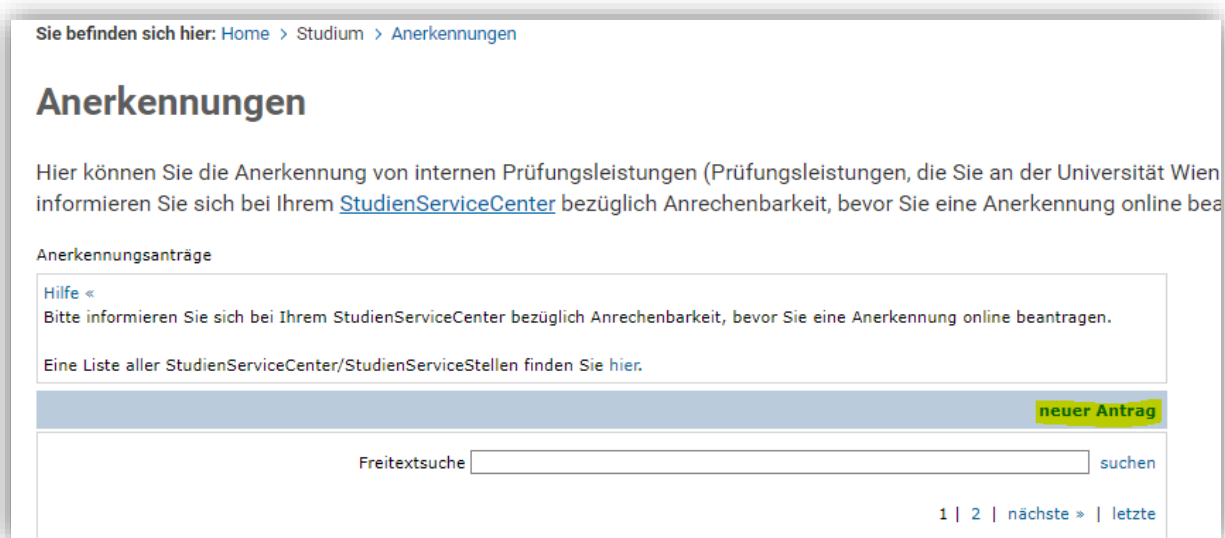 Sie befinden sich hier: Home > Studium > Anerkennungen
Anerkennungen
Hier können Sie die Anerkennung von internen Prüfungsleistungen (Prüfungsleistungen, die Sie an der Universität Wien
informieren Sie sich bei Ihrem StudienServiceCenter bezüglich Anrechenbarkeit, bevor Sie eine Anerkennung online bea
Anerkennungsanträge
Hilfe «
Bitte informieren Sie sich bei Ihrem StudienServiceCenter bezüglich Anrechenbarkeit, bevor Sie eine Anerkennung online beantragen.
Eine Liste aller StudienServiceCenter/StudienServiceStellen finden Sie hier.
neuer Antrag
Freitextsuche suchen
1 | 2 | nächste » | letzte